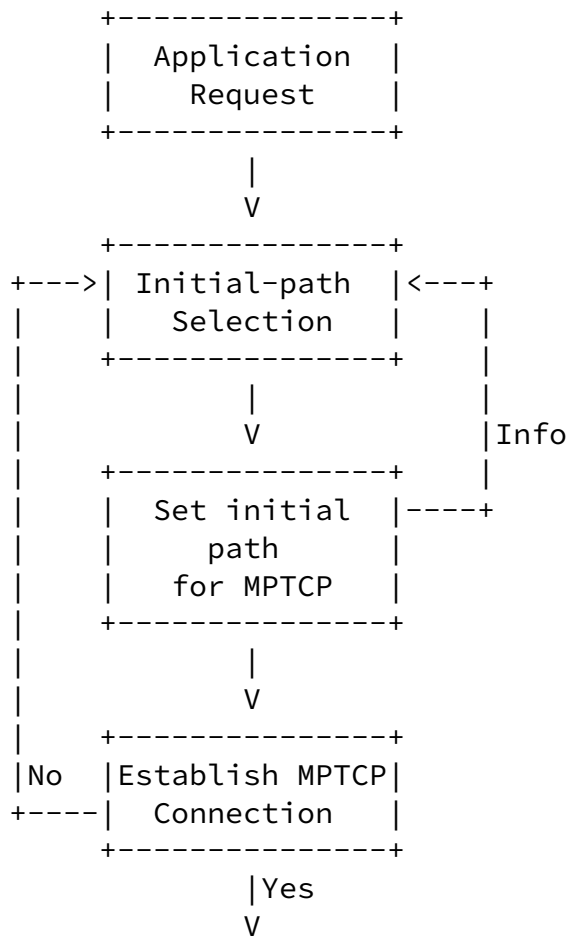 Application
Request
Initial-path
Selection
Info
Set initial
path
for MPTCP
No
Establish MPTCP
Connection
Yes